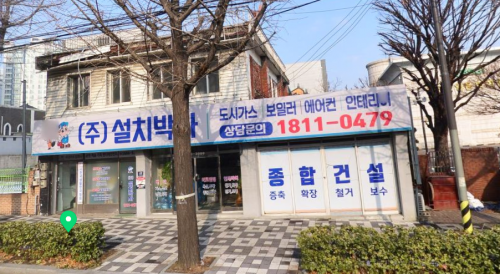 (주)설치박사
도시가스 보일러 에어컨 인테리어
상담문의 1811-0479
종합건설
증축 확장 철거 보수